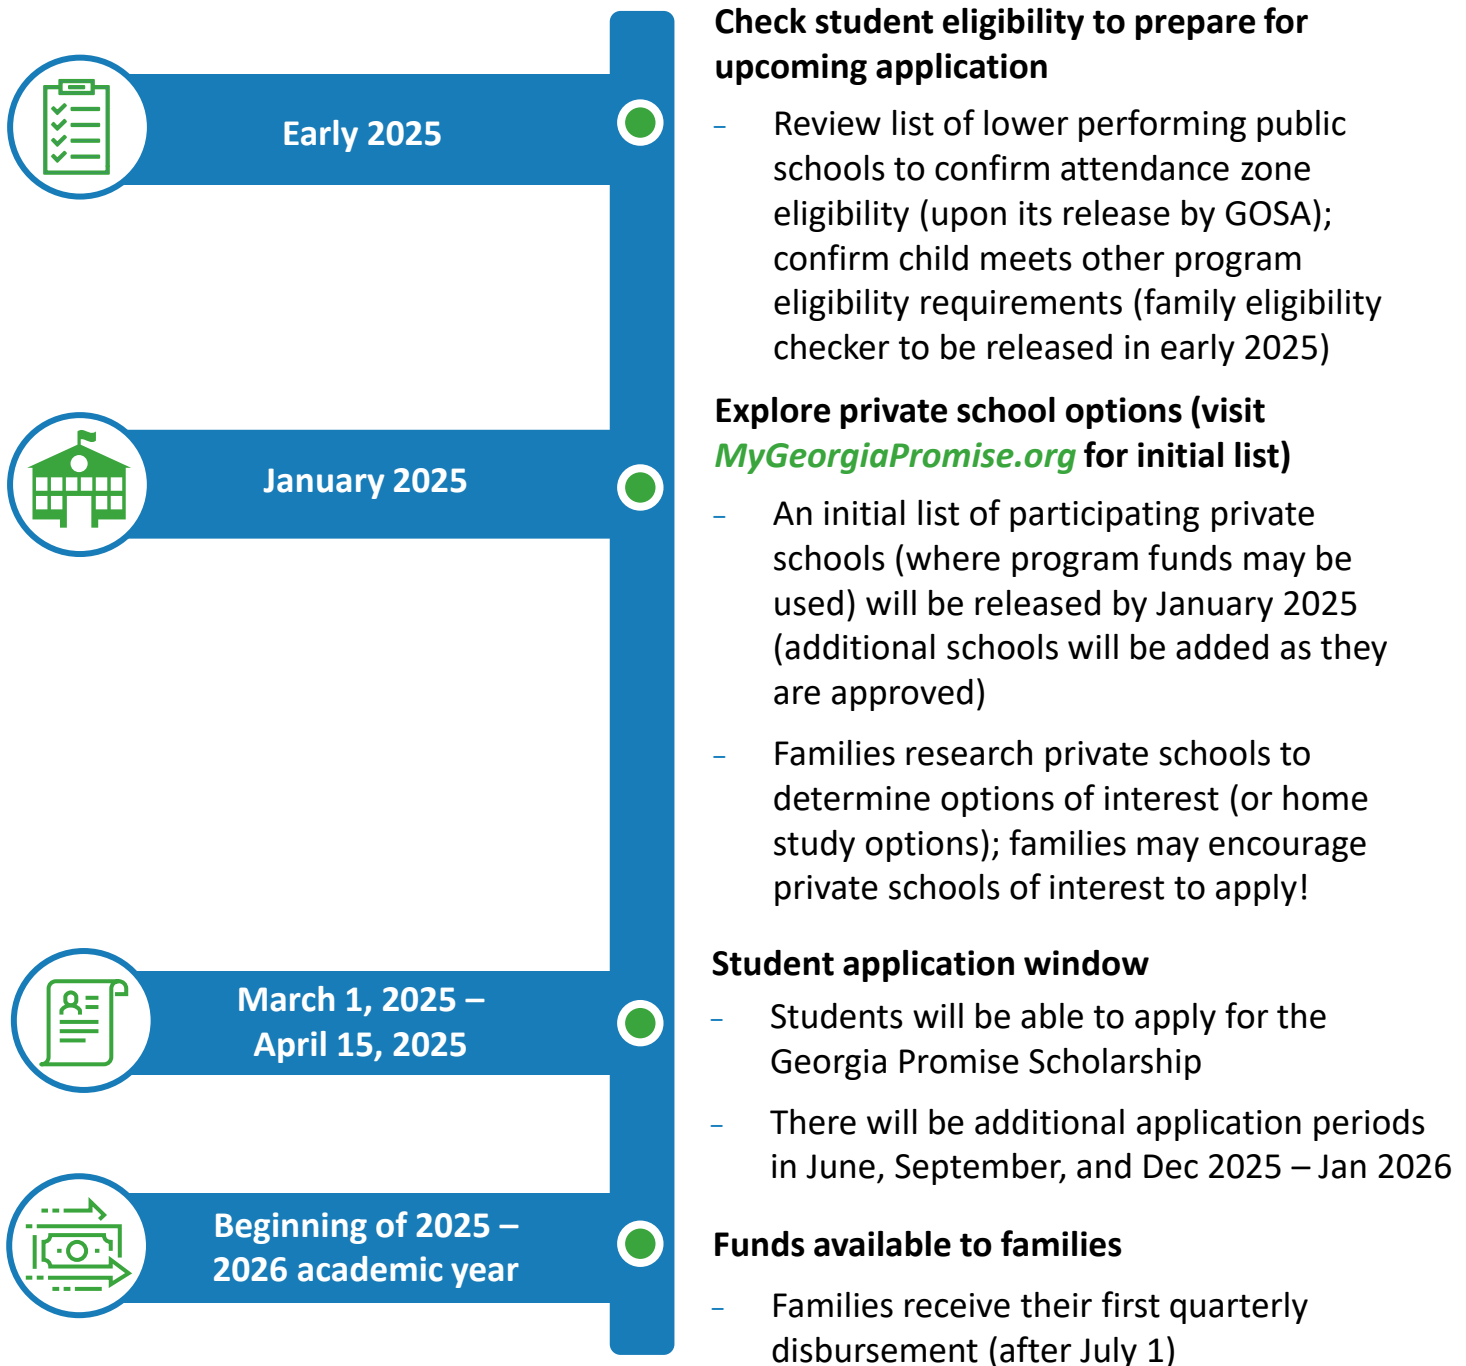 Early 2025
Check student eligibility to prepare for
upcoming application
– Review list of lower performing public
schools to confirm attendance zone
eligibility (upon its release by GOSA);
confirm child meets other program
eligibility requirements (family eligibility
checker to be released in early 2025)
January 2025
Explore private school options (visit
MyGeorgiaPromise.org for initial list)
– An initial list of participating private
schools (where program funds may be
used) will be released by January 2025
(additional schools will be added as they
are approved)
– Families research private schools to
determine options of interest (or home
study options); families may encourage
private schools of interest to apply!
March 1, 2025 –
April 15, 2025
Student application window
– Students will be able to apply for the
Georgia Promise Scholarship
– There will be additional application periods
in June, September, and Dec 2025 – Jan 2026
Beginning of 2025 –
2026 academic year
Funds available to families
– Families receive their first quarterly
disbursement (after July 1)